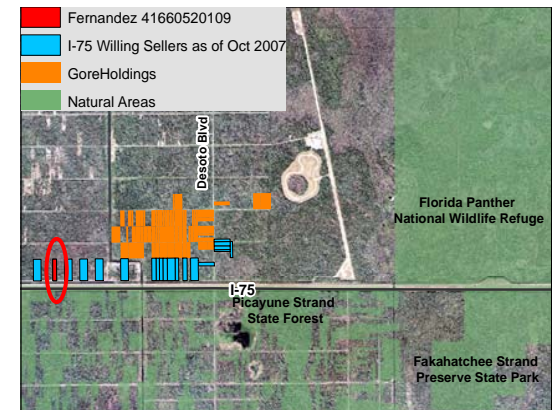 Fernandez 41660520109
I-75 Willing Sellers as of Oct 2007
GoreHoldings
Natural Areas
Desoto Blvd
Florida Panther
National Wildlife Refuge
I-75
Picayune Strand
State Forest
Fakahatchee Strand
Preserve State Park